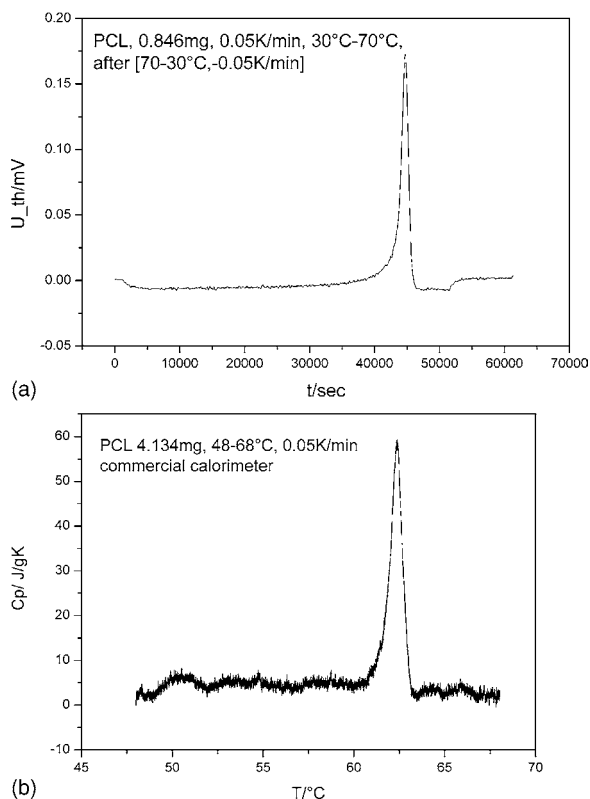 0.20
PCL, 0.846mg, 0.05K/min, 30°C-70°C,
after [70-30°C,-0.05K/min]
0.15
0.10
0.05
0.00
-0.05
U_th/mV
0 10000 20000 30000 40000 50000 60000 70000
t/sec
(a)
60
PCL 4.134mg, 48-68°C, 0.05K/min
commercial calorimeter
50
40
30
20
10
0
-10
Cp/ J/gK
45 50 55 60 65 70
T/°C
(b)